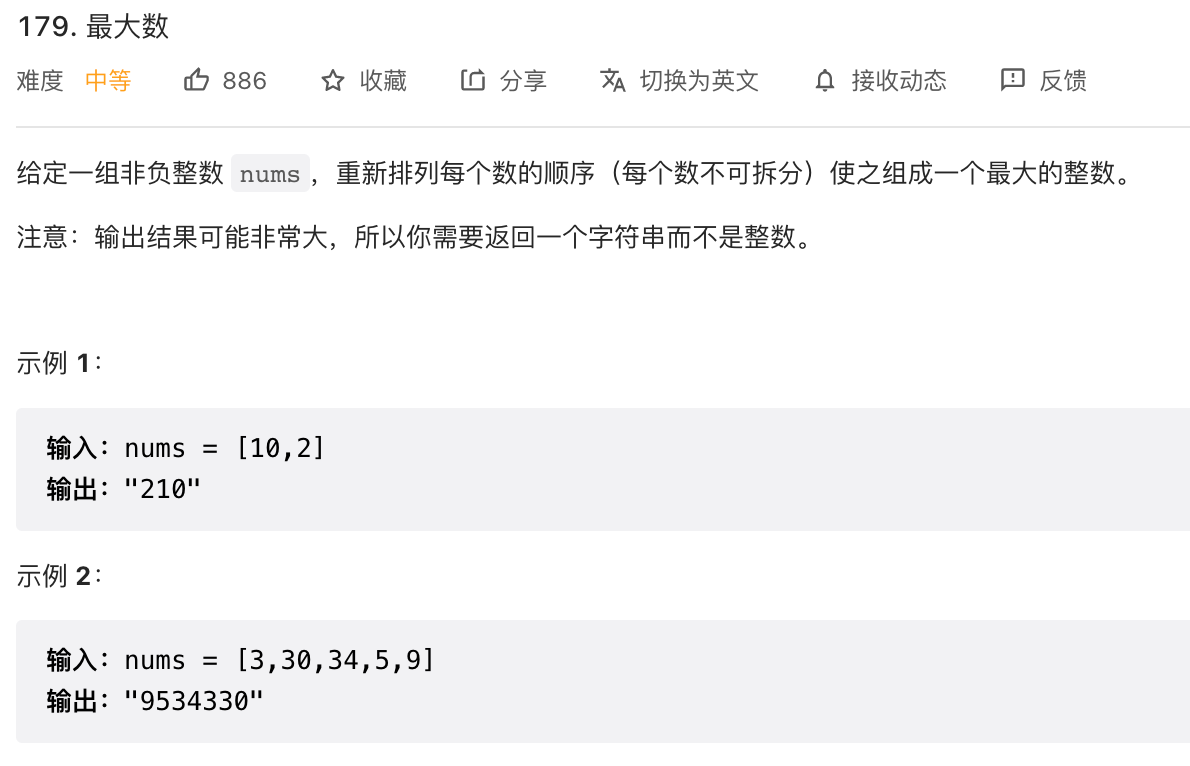 179. 最大数
难度 中等 886 收藏 分享 切换为英文 接收动态 反馈
给定一组非负整数 nums，重新排列每个数的顺序（每个数不可拆分）使之组成一个最大的整数。
注意：输出结果可能非常大，所以你需要返回一个字符串而不是整数。
示例 1：
输入：nums = [10,2]
输出："210"
示例 2：
输入：nums = [3,30,34,5,9]
输出："9534330"